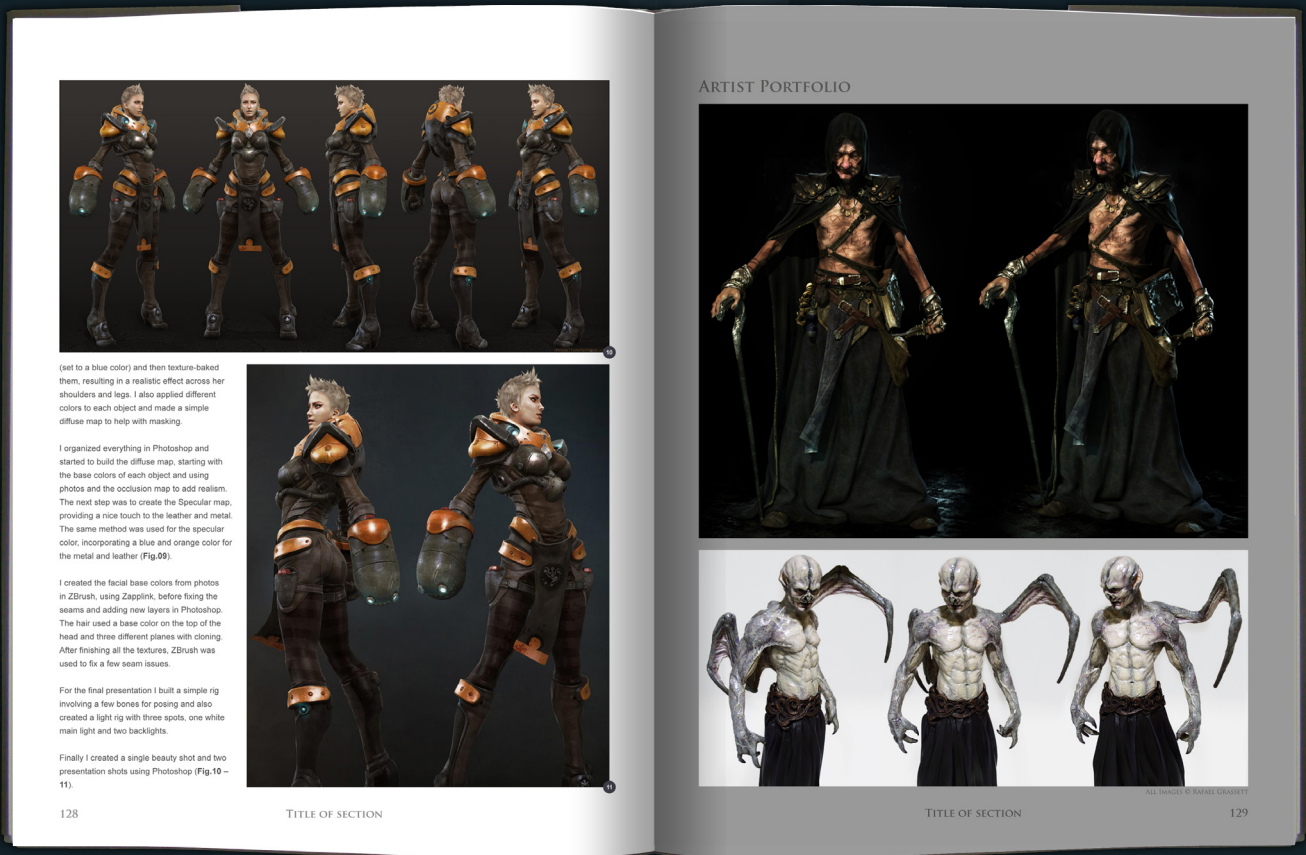 10
(set to a blue color) and then texture-baked
them, resulting in a realistic effect across her
shoulders and legs. I also applied different
colors to each object and made a simple
diffuse map to help with masking.
I organized everything in Photoshop and
started to build the diffuse map, starting with
the base colors of each object and using
photos and the occlusion map to add realism.
The next step was to create the Specular map,
providing a nice touch to the leather and metal.
The same method was used for the specular
color, incorporating a blue and orange color for
the metal and leather (Fig.09).
I created the facial base colors from photos
in ZBrush, using Zapplink, before fixing the
seams and adding new layers in Photoshop.
The hair used a base color on the top of the
head and three different planes with cloning.
After finishing all the textures, ZBrush was
used to fix a few seam issues.
For the final presentation I built a simple rig
involving a few bones for posing and also
created a light rig with three spots, one white
main light and two backlights.
Finally I created a single beauty shot and two
presentation shots using Photoshop (Fig.10 –
11).
11
128
Title of section
Artist Portfolio
All Images © Rafael Grassett
Title of section
129